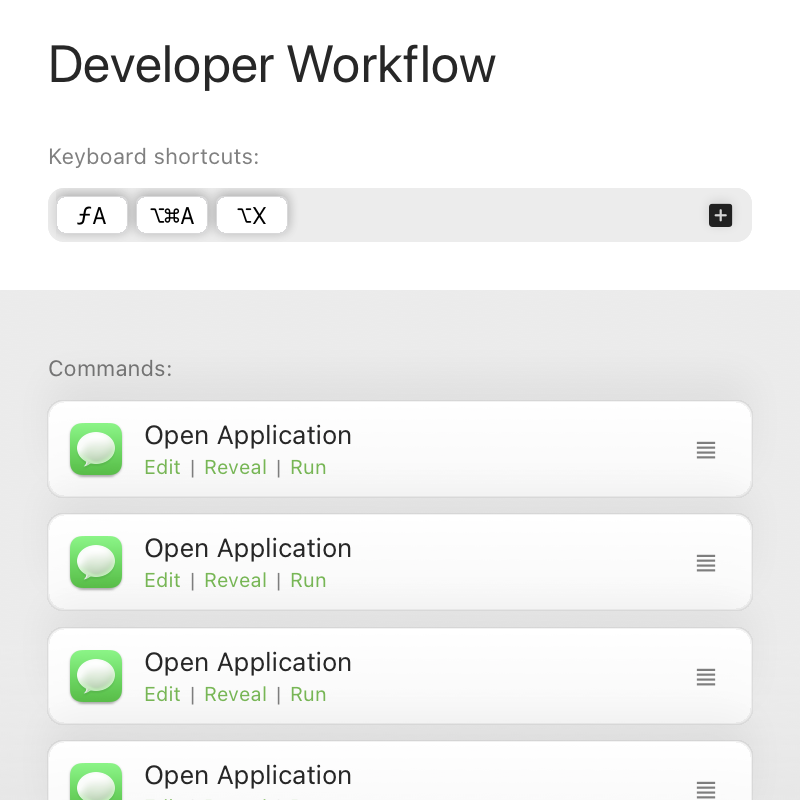 Developer Workflow
Keyboard shortcuts:
ƒA ⌥⌘A ⌥X
Commands:
Open Application
Edit | Reveal | Run
Open Application
Edit | Reveal | Run
Open Application
Edit | Reveal | Run
Open Application